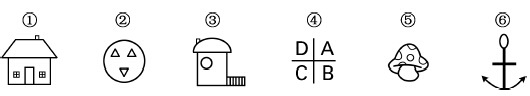 ① ② ③ ④ ⑤ ⑥
D A
C B